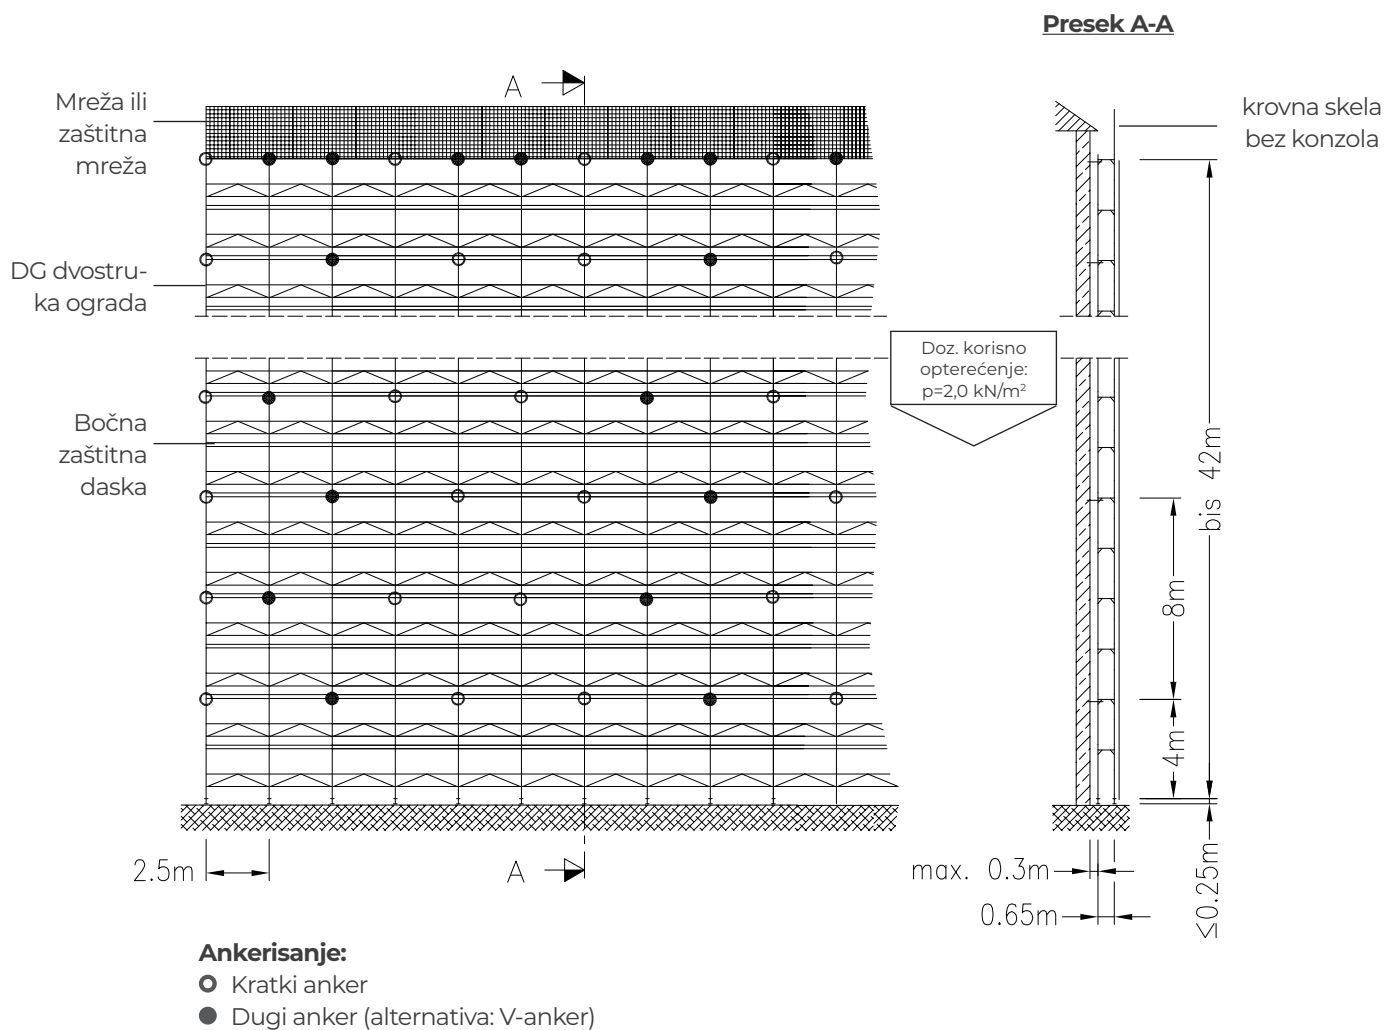 Presek A-A
A
Mreža ili
zaštitna
mreža
krovna skela
bez konzola
DG dvostru-
ka ograda
Doz. korisno
opterećenje:
p=2,0 kN/m²
Bočna
zaštitna
daska
bis 42m
8m
4m
≤0.25m
2.5m
A
max. 0.3m
0.65m
Ankerisanje:
Kratki anker
Dugi anker (alternativa: V-anker)